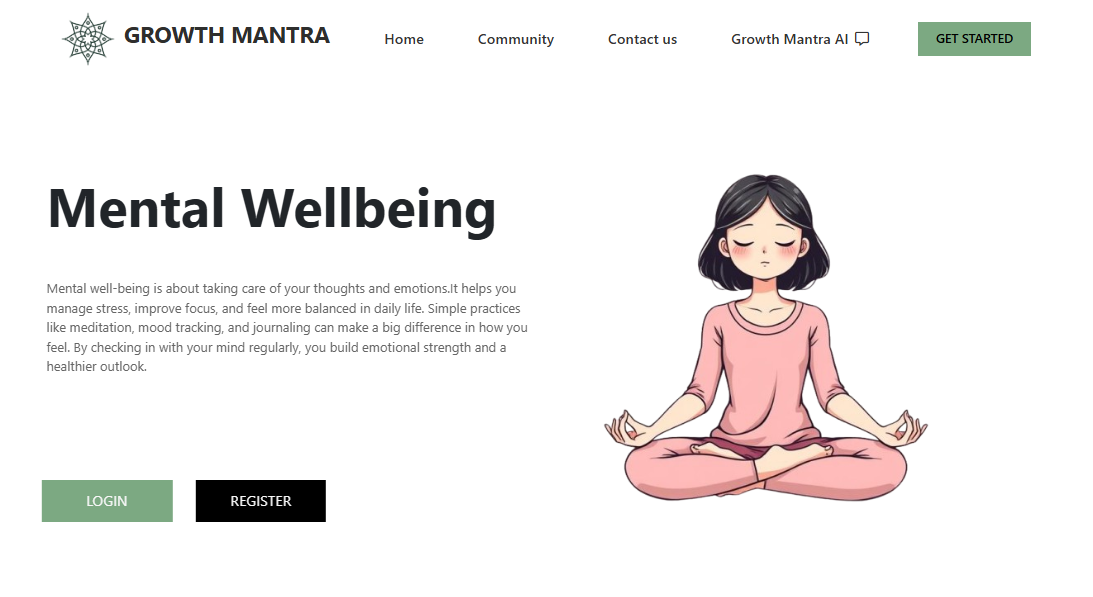 GROWTH MANTRA
Home
Community
Contact us
Growth Mantra AI
GET STARTED
Mental Wellbeing
Mental well-being is about taking care of your thoughts and emotions.It helps you
manage stress, improve focus, and feel more balanced in daily life. Simple practices
like meditation, mood tracking, and journaling can make a big difference in how you
feel. By checking in with your mind regularly, you build emotional strength and a
healthier outlook.
LOGIN
REGISTER